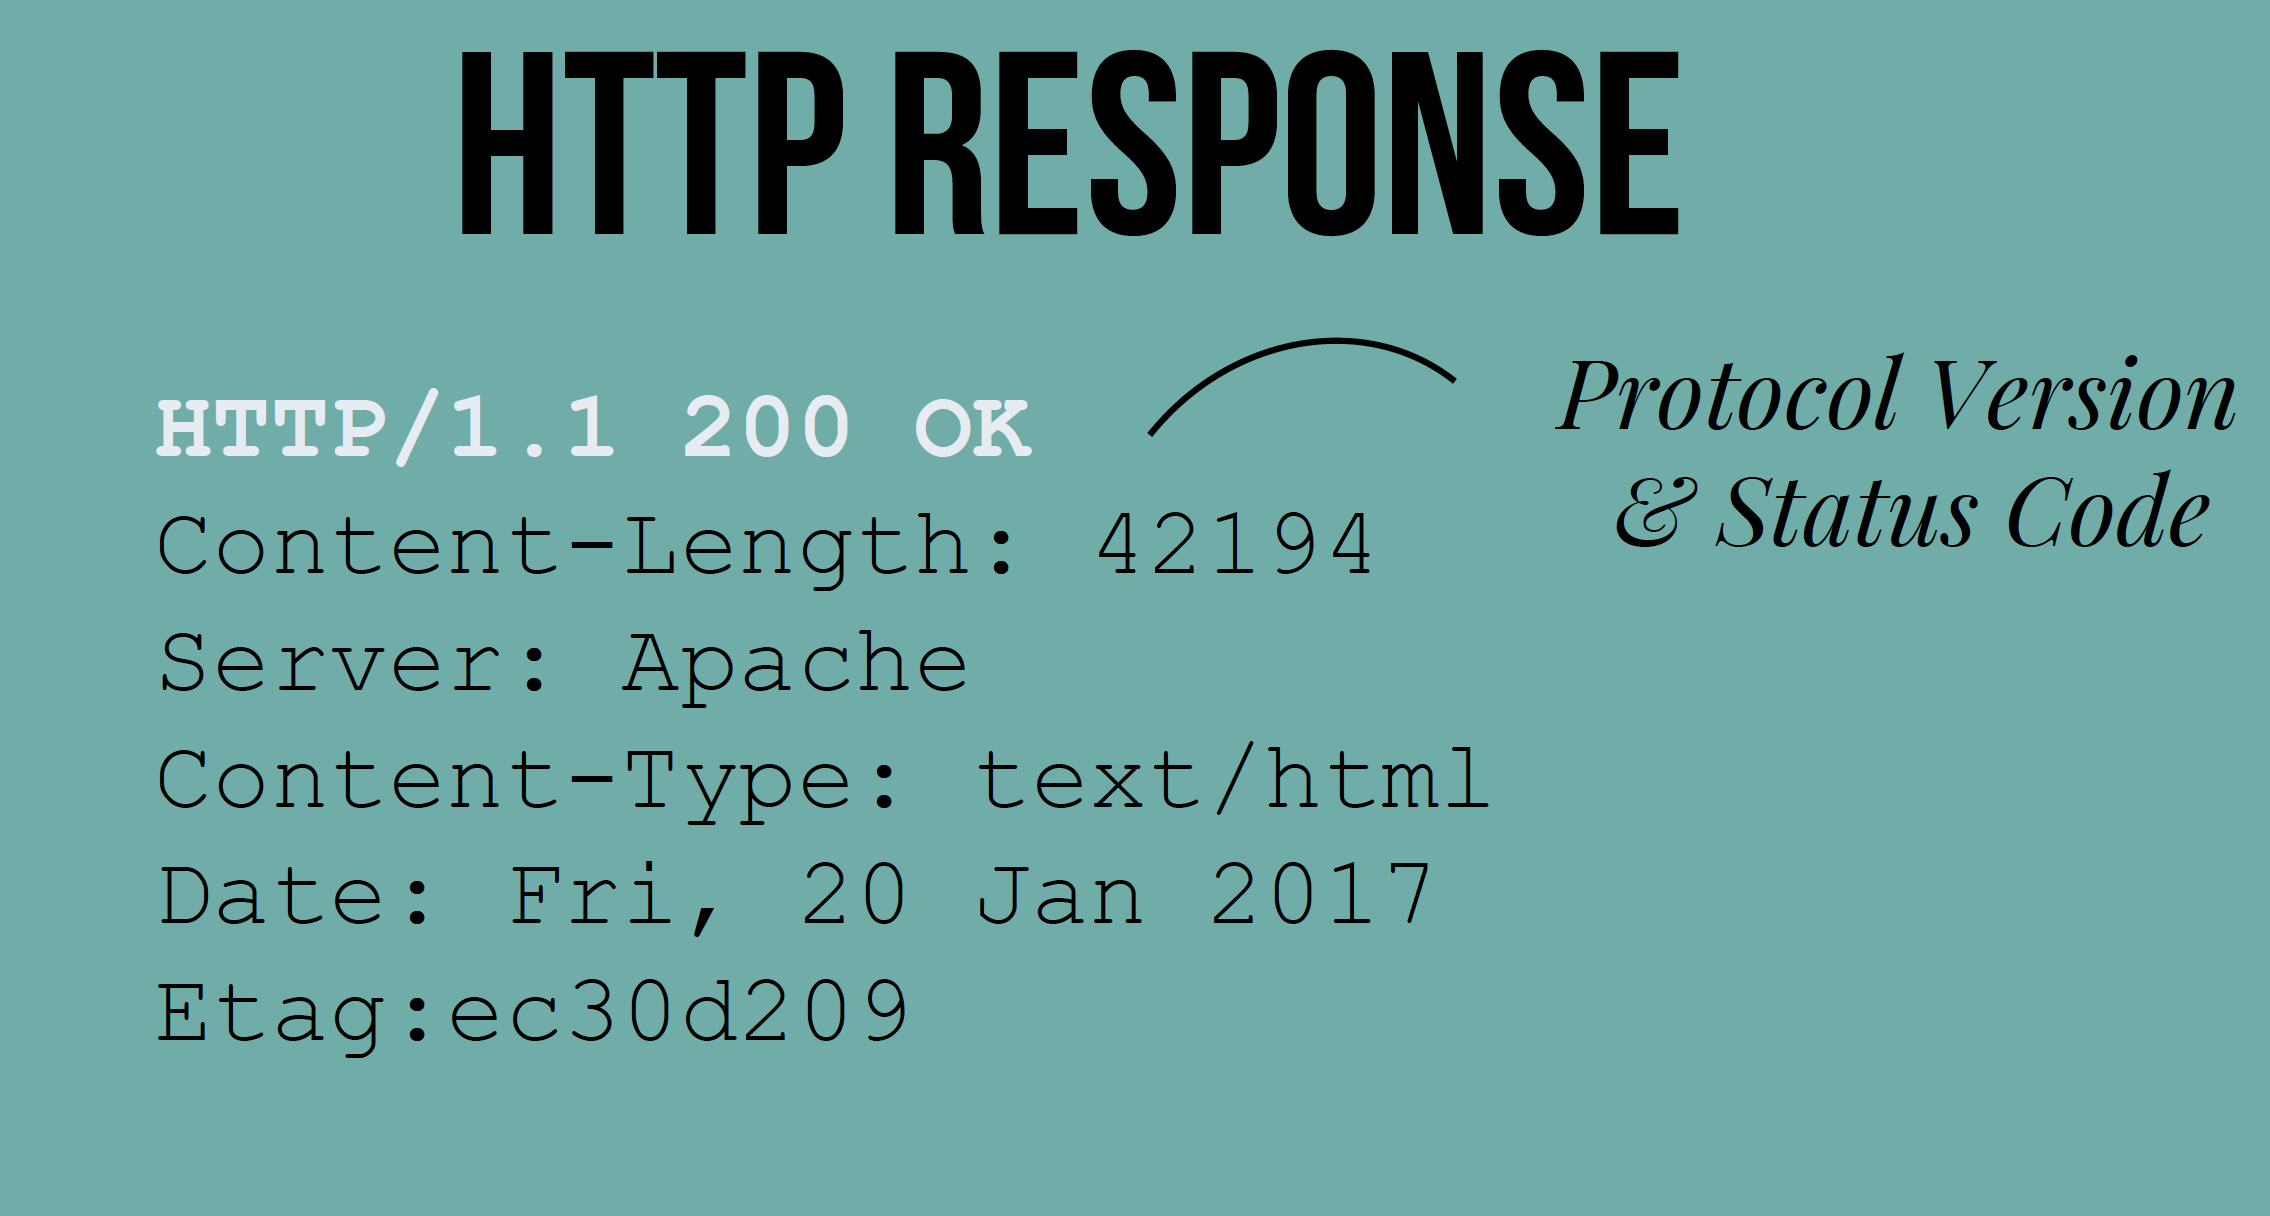 HTTP RESPONSE
HTTP/1.1 200 OK
Protocol Version
& Status Code
Content-Length: 42194
Server: Apache
Content-Type: text/html
Date: Fri, 20 Jan 2017
Etag:ec30d209